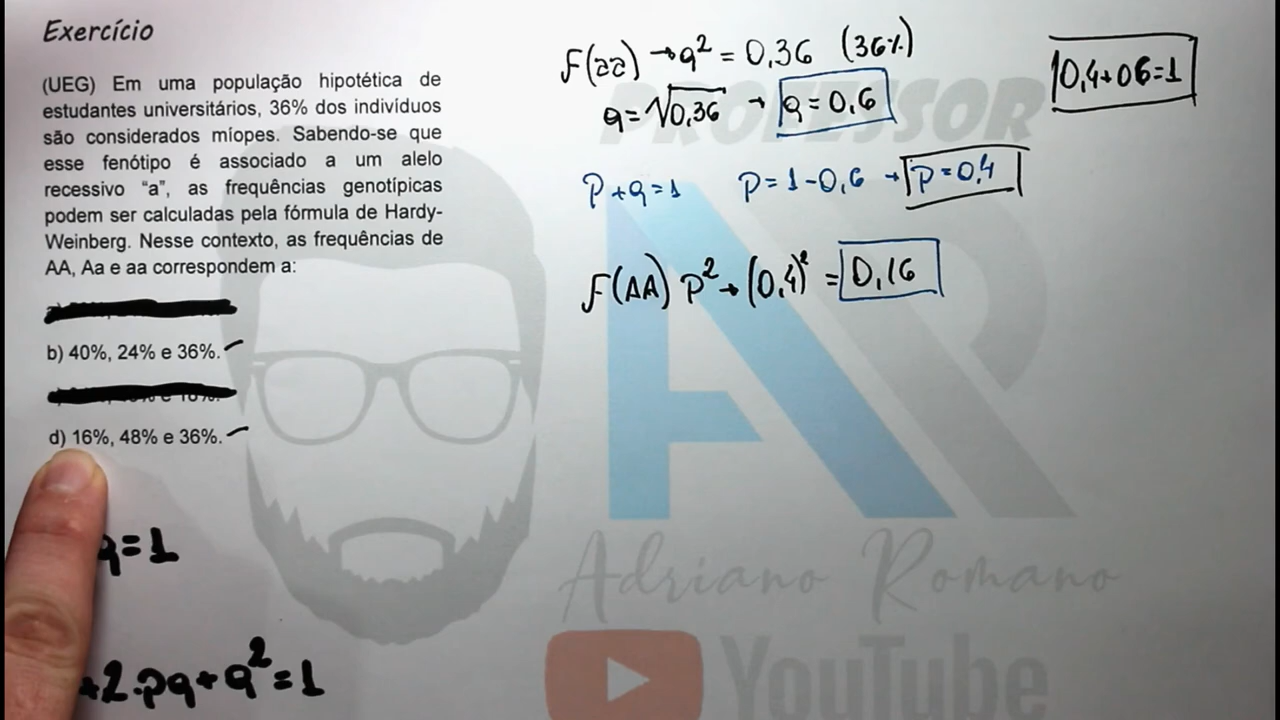 Exercício
(UEG) Em uma população hipotética de
estudantes universitários, 36% dos indivíduos
são considerados míopes. Sabendo-se que
esse fenótipo é associado a um alelo
recessivo "a", as frequências genotípicas
podem ser calculadas pela fórmula de Hardy-
Weinberg. Nesse contexto, as frequências de
AA, Aa e aa correspondem a:
b) 40%, 24% e 36%.
d) 16%, 48% e 36%.
q=1
+2.pq+q²=1
f(aa) → q² = 0,36 (36%)
q=√0,36 → q=0,6
0,4+06=1
p+q=1 p=1-0,6 → p=0,4
f(AA) p² → (0,4)² = 0,16
PROFESSOR
AR
Adriano Romano
YouTube